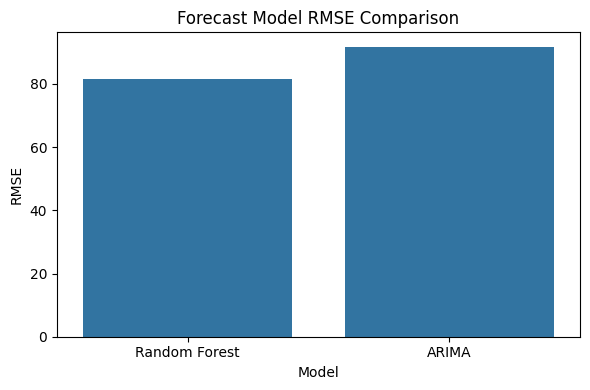 Forecast Model RMSE Comparison
RMSE
80
60
40
20
0
Random Forest ARIMA
Model